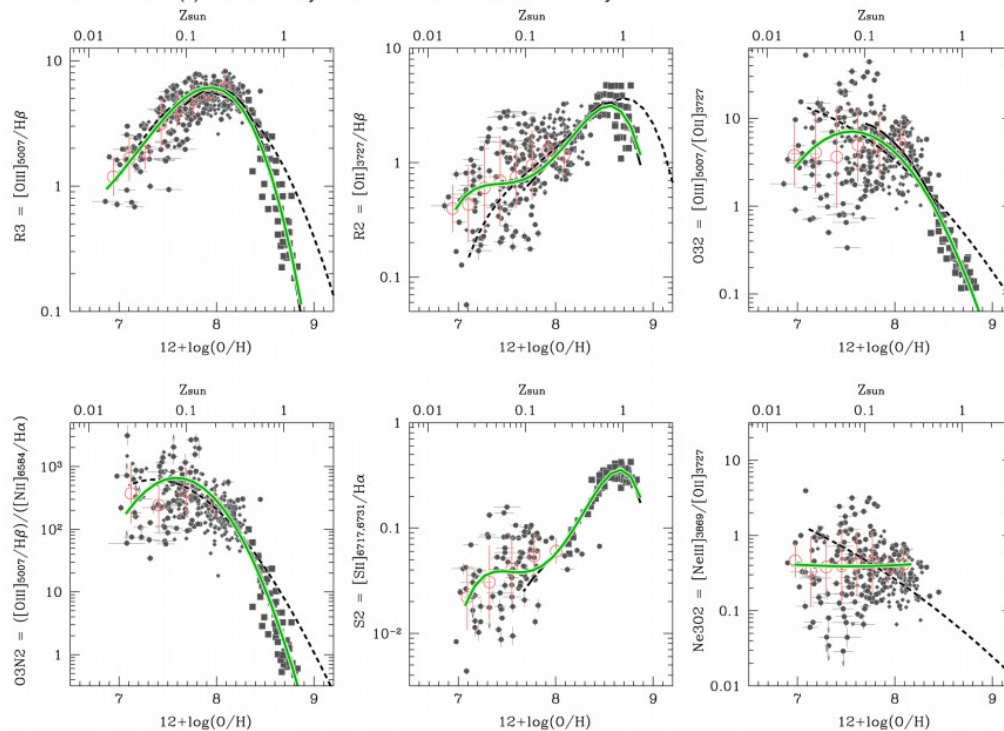 Zsun
0.01 0.1 1
10
1
0.1
R3 = [OIII]5007/Hβ
7 8 9
12+log(O/H)
Zsun
0.01 0.1 1
10
1
0.1
R2 = [OII]3727/Hβ
7 8 9
12+log(O/H)
Zsun
0.01 0.1 1
10
1
0.1
O32 = [OIII]5007/[OII]3727
7 8 9
12+log(O/H)
Zsun
0.01 0.1 1
10³
10²
10
1
O3N2 = ([OIII]5007/Hβ)/([NII]6584/Hα)
7 8 9
12+log(O/H)
Zsun
0.01 0.1 1
1
0.1
10⁻²
S2 = [SII]6717,6731/Hα
7 8 9
12+log(O/H)
Zsun
0.01 0.1 1
10
1
0.1
0.01
Ne3O2 = [NeIII]3869/[OII]3727
7 8 9
12+log(O/H)